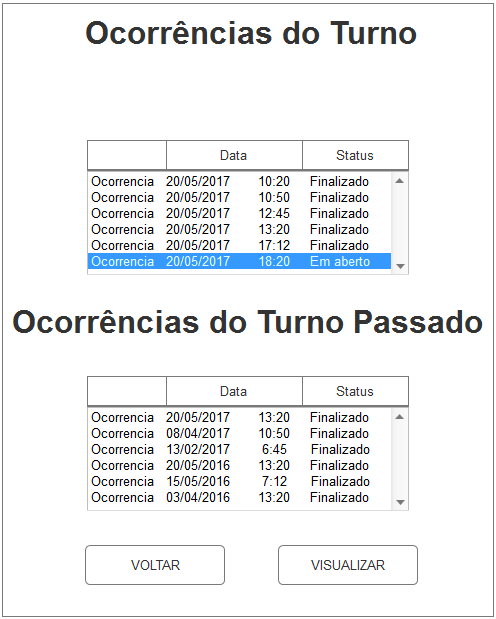 Ocorrências do Turno
Data Status
Ocorrencia 20/05/2017 10:20 Finalizado
Ocorrencia 20/05/2017 10:50 Finalizado
Ocorrencia 20/05/2017 12:45 Finalizado
Ocorrencia 20/05/2017 13:20 Finalizado
Ocorrencia 20/05/2017 17:12 Finalizado
Ocorrencia 20/05/2017 18:20 Em aberto
Ocorrências do Turno Passado
Data Status
Ocorrencia 20/05/2017 13:20 Finalizado
Ocorrencia 08/04/2017 10:50 Finalizado
Ocorrencia 13/02/2017 6:45 Finalizado
Ocorrencia 20/05/2016 13:20 Finalizado
Ocorrencia 15/05/2016 7:12 Finalizado
Ocorrencia 03/04/2016 13:20 Finalizado
VOLTAR VISUALIZAR